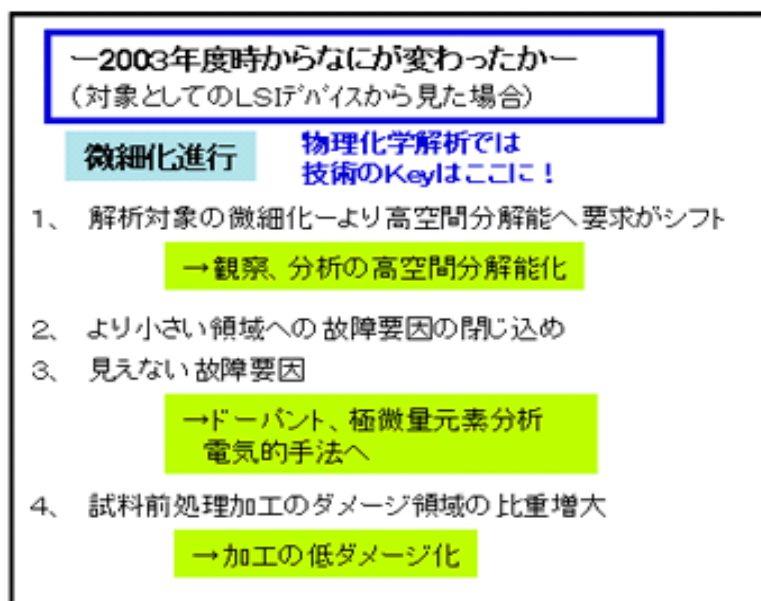 ー2003年度時からなにが変わったかー
(対象としてのLSIデバイスから見た場合)
微細化進行
物理化学解析では
技術のKeyはここに!
1、 解析対象の微細化ーより高空間分解能へ要求がシフト
→観察、分析の高空間分解能化
2、 より小さい領域への故障要因の閉じ込め
3、 見えない故障要因
→ドーパント、極微量元素分析
電気的手法へ
4、 試料前処理加工のダメージ領域の比重増大
→加工の低ダメージ化